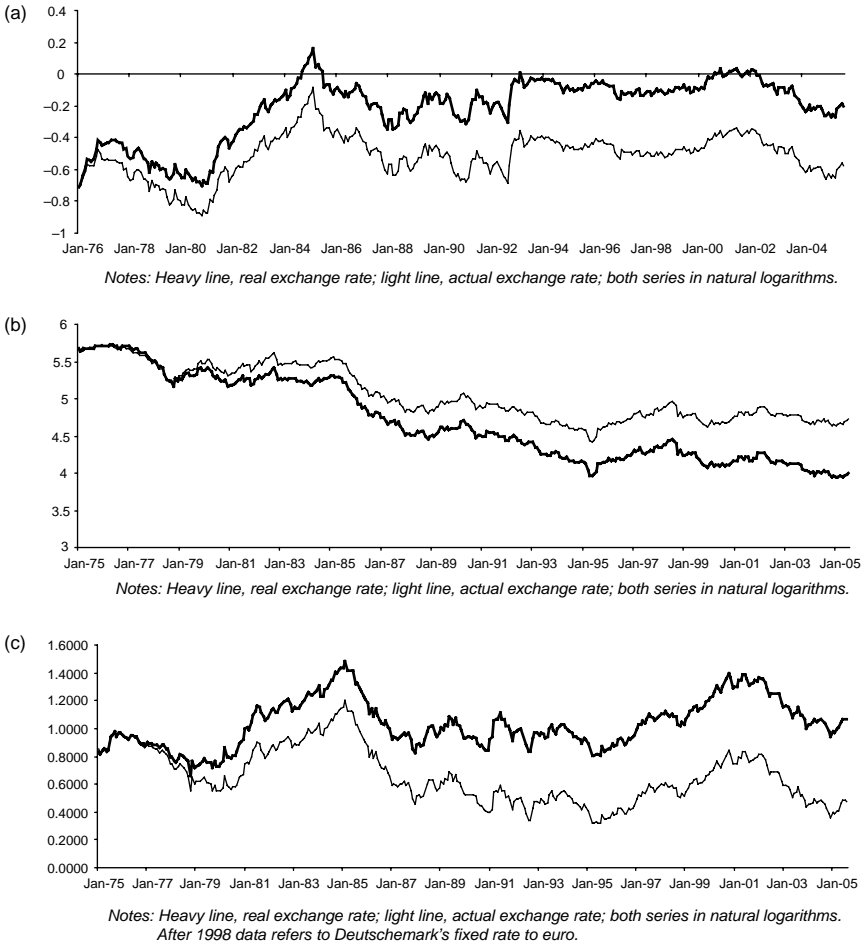 (a)
0.4
0.2
0
–0.2
–0.4
–0.6
–0.8
–1
Jan-76 Jan-78 Jan-80 Jan-82 Jan-84 Jan-86 Jan-88 Jan-90 Jan-92 Jan-94 Jan-96 Jan-98 Jan-00 Jan-02 Jan-04
Notes: Heavy line, real exchange rate; light line, actual exchange rate; both series in natural logarithms.
(b)
6
5.5
5
4.5
4
3.5
3
Jan-75 Jan-77 Jan-79 Jan-81 Jan-83 Jan-85 Jan-87 Jan-89 Jan-91 Jan-93 Jan-95 Jan-97 Jan-99 Jan-01 Jan-03 Jan-05
Notes: Heavy line, real exchange rate; light line, actual exchange rate; both series in natural logarithms.
(c)
1.6000
1.4000
1.2000
1.0000
0.8000
0.6000
0.4000
0.2000
0.0000
Jan-75 Jan-77 Jan-79 Jan-81 Jan-83 Jan-85 Jan-87 Jan-89 Jan-91 Jan-93 Jan-95 Jan-97 Jan-99 Jan-01 Jan-03 Jan-05
Notes: Heavy line, real exchange rate; light line, actual exchange rate; both series in natural logarithms.
After 1998 data refers to Deutschemark's fixed rate to euro.